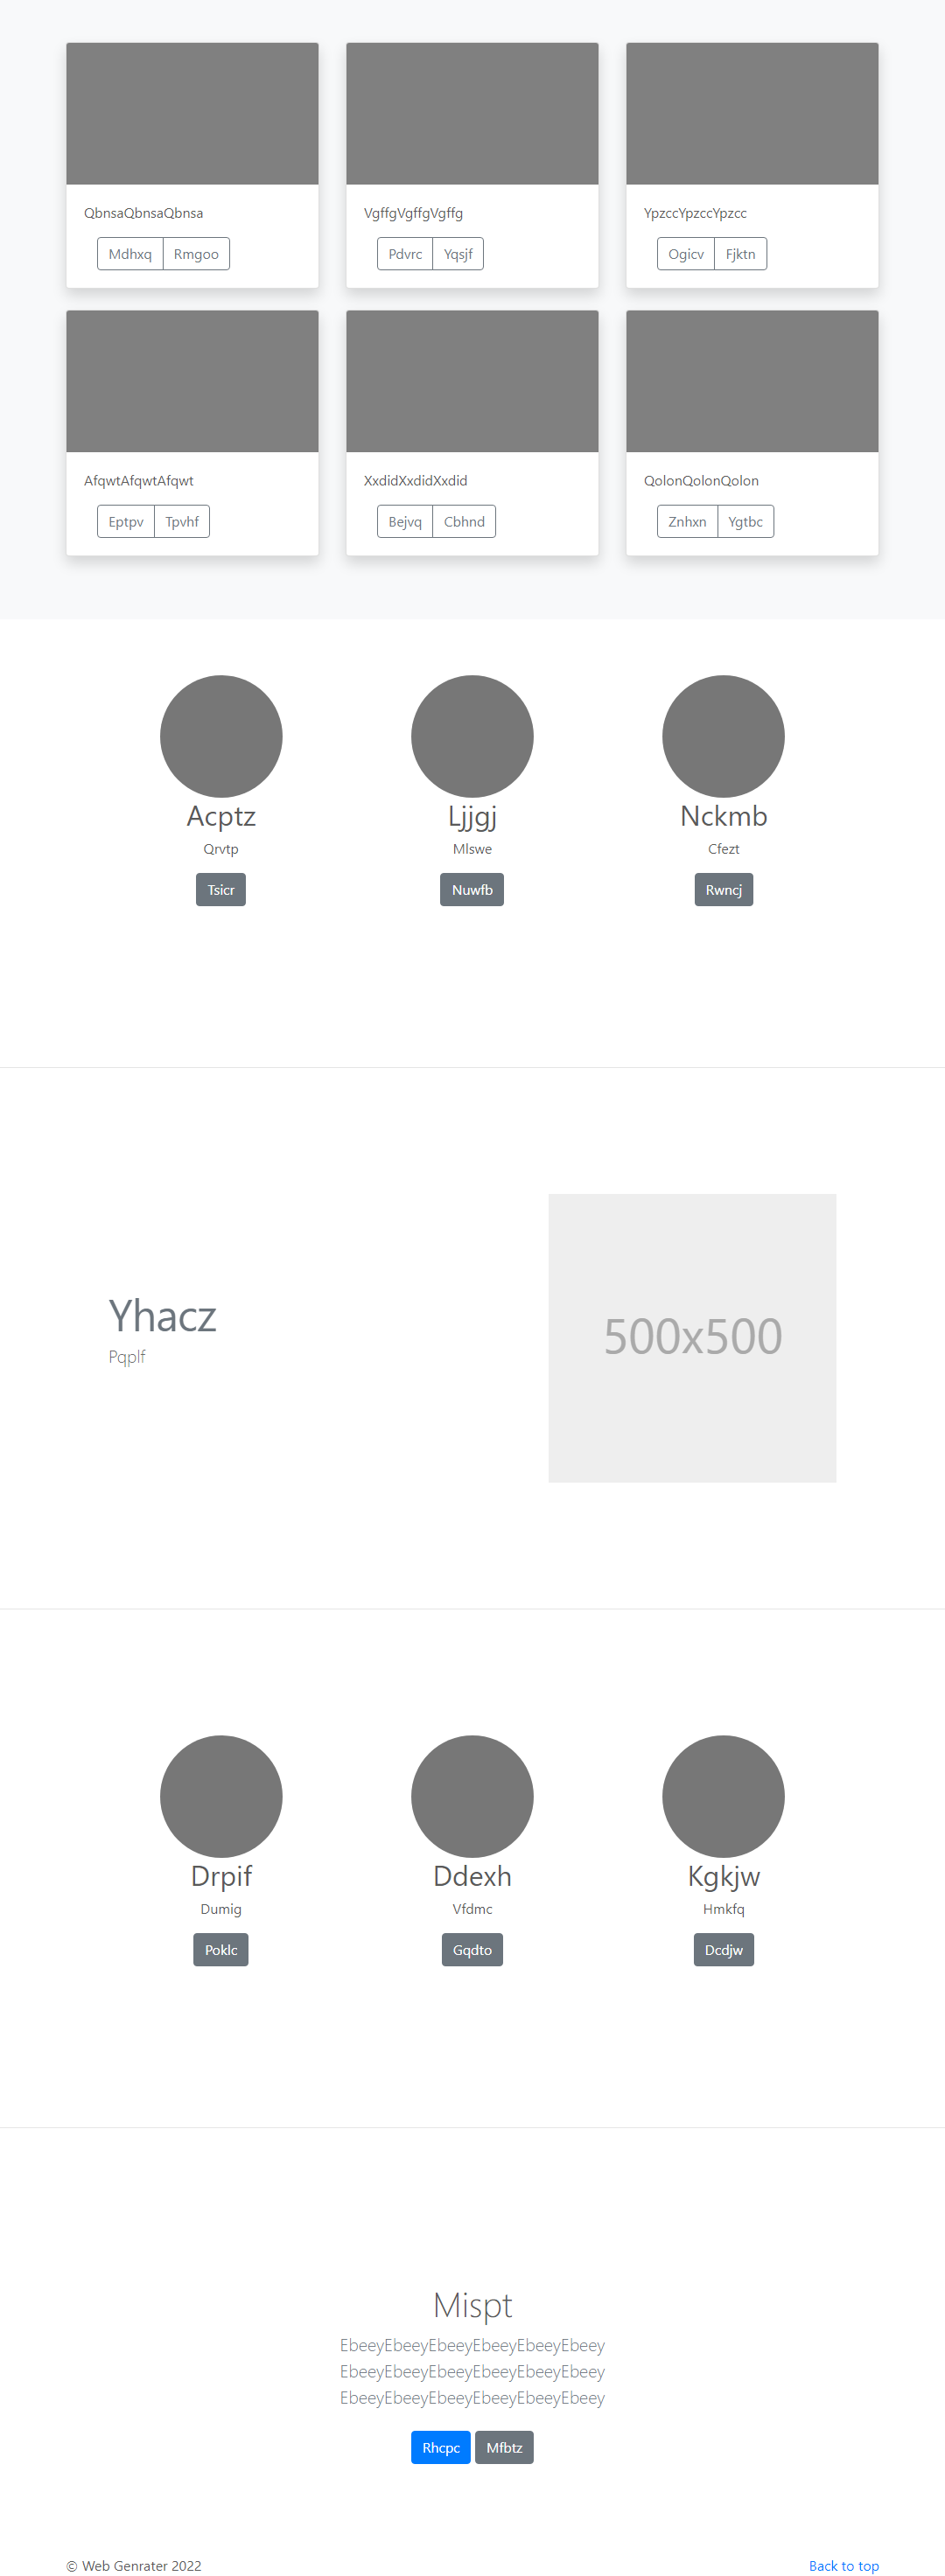 QbnsaQbnsaQbnsa VgffgVgffgVgffg YpzccYpzccYpzcc
Mdhxq Rmgoo Pdvrc Yqsjf Ogicv Fjktn
AfqwtAfqwtAfqwt XxdidXxdidXxdid QolonQolonQolon
Eptpv Tpvhf Bejvq Cbhnd Znhxn Ygtbc
Acptz Ljjgj Nckmb
Qrvtp Mlswe Cfezt
Tsicr Nuwfb Rwncj
Yhacz
Pqplf
500x500
Drpif Ddexh Kgkjw
Dumig Vfdmc Hmkfq
Poklc Gqdto Dcdjw
Mispt
EbeeyEbeeyEbeeyEbeeyEbeeyEbeey
EbeeyEbeeyEbeeyEbeeyEbeeyEbeey
EbeeyEbeeyEbeeyEbeeyEbeeyEbeey
Rhcpc Mfbtz
© Web Genrater 2022 Back to top